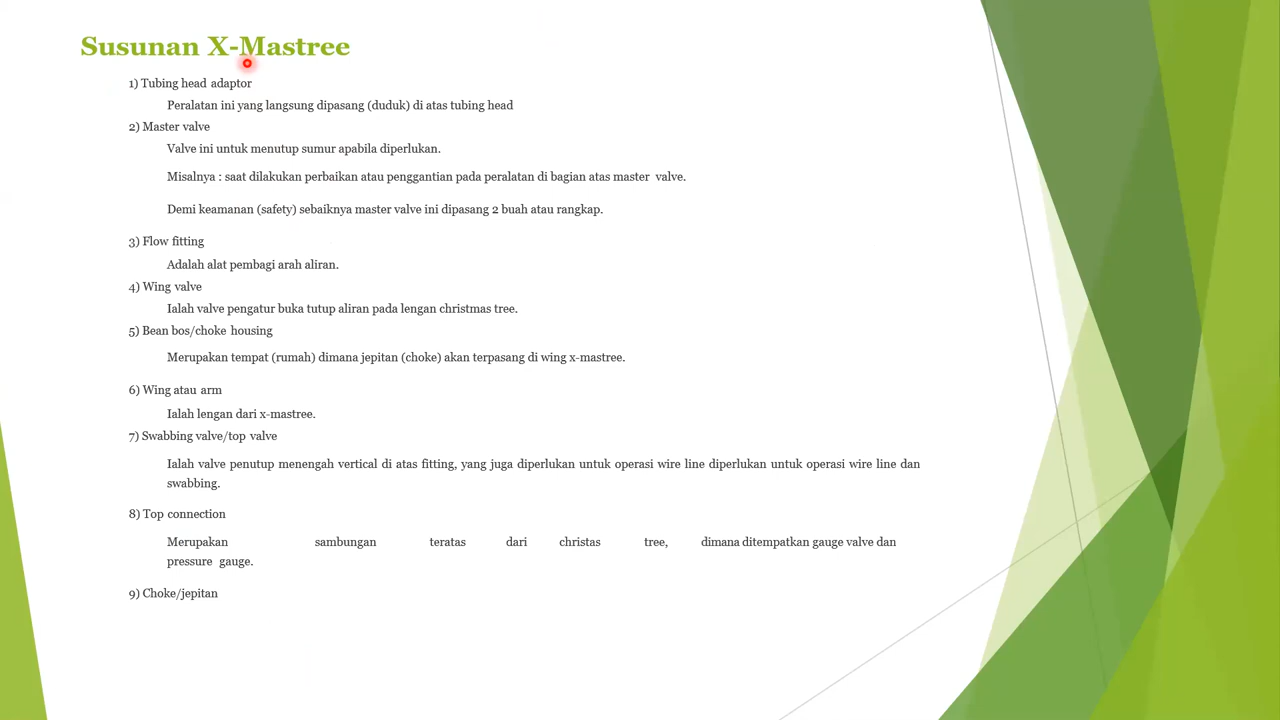 Susunan X-Mastree
1) Tubing head adaptor
Peralatan ini yang langsung dipasang (duduk) di atas tubing head
2) Master valve
Valve ini untuk menutup sumur apabila diperlukan.
Misalnya : saat dilakukan perbaikan atau penggantian pada peralatan di bagian atas master valve.
Demi keamanan (safety) sebaiknya master valve ini dipasang 2 buah atau rangkap.
3) Flow fitting
Adalah alat pembagi arah aliran.
4) Wing valve
Ialah valve pengatur buka tutup aliran pada lengan christmas tree.
5) Bean bos/choke housing
Merupakan tempat (rumah) dimana jepitan (choke) akan terpasang di wing x-mastree.
6) Wing atau arm
Ialah lengan dari x-mastree.
7) Swabbing valve/top valve
Ialah valve penutup menengah vertical di atas fitting, yang juga diperlukan untuk operasi wire line diperlukan untuk operasi wire line dan
swabbing.
8) Top connection
Merupakan sambungan teratas dari christas tree, dimana ditempatkan gauge valve dan
pressure gauge.
9) Choke/jepitan